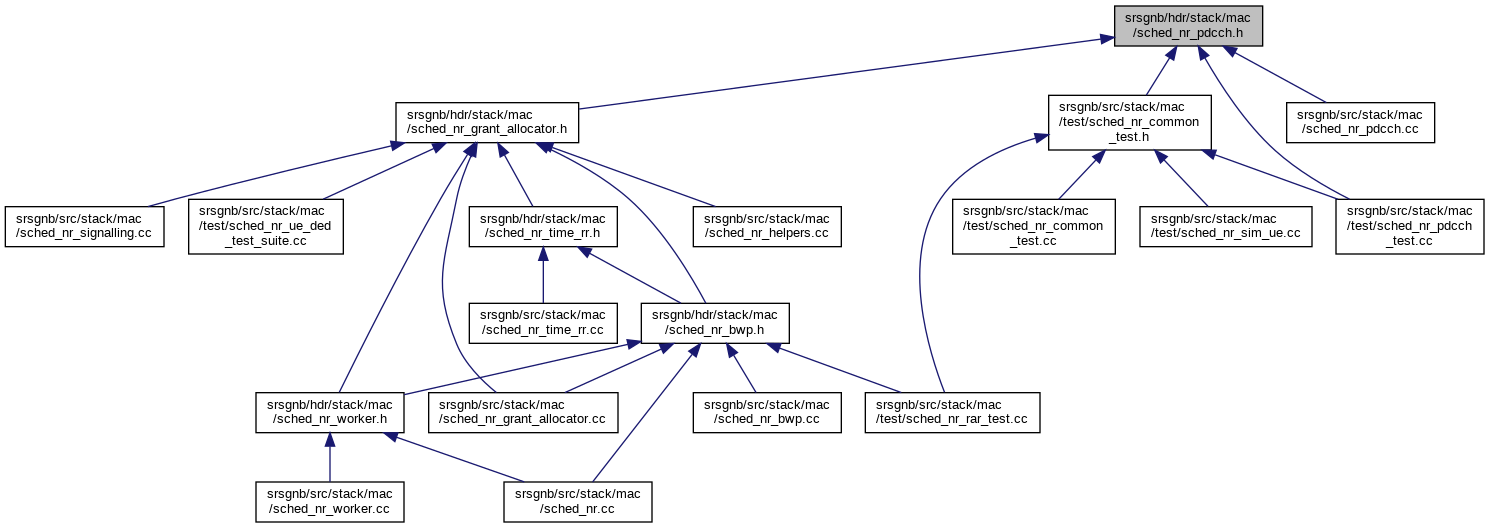 srsgnb/hdr/stack/mac
/sched_nr_pdcch.h
srsgnb/hdr/stack/mac
/sched_nr_grant_allocator.h
srsgnb/src/stack/mac
/test/sched_nr_common
_test.h
srsgnb/src/stack/mac
/sched_nr_pdcch.cc
srsgnb/src/stack/mac
/sched_nr_signalling.cc
srsgnb/src/stack/mac
/test/sched_nr_ue_ded
_test_suite.cc
srsgnb/hdr/stack/mac
/sched_nr_time_rr.h
srsgnb/src/stack/mac
/sched_nr_helpers.cc
srsgnb/src/stack/mac
/test/sched_nr_common
_test.cc
srsgnb/src/stack/mac
/test/sched_nr_sim_ue.cc
srsgnb/src/stack/mac
/test/sched_nr_pdcch
_test.cc
srsgnb/src/stack/mac
/sched_nr_time_rr.cc
srsgnb/hdr/stack/mac
/sched_nr_bwp.h
srsgnb/hdr/stack/mac
/sched_nr_worker.h
srsgnb/src/stack/mac
/sched_nr_grant_allocator.cc
srsgnb/src/stack/mac
/sched_nr_bwp.cc
srsgnb/src/stack/mac
/test/sched_nr_rar_test.cc
srsgnb/src/stack/mac
/sched_nr_worker.cc
srsgnb/src/stack/mac
/sched_nr.cc